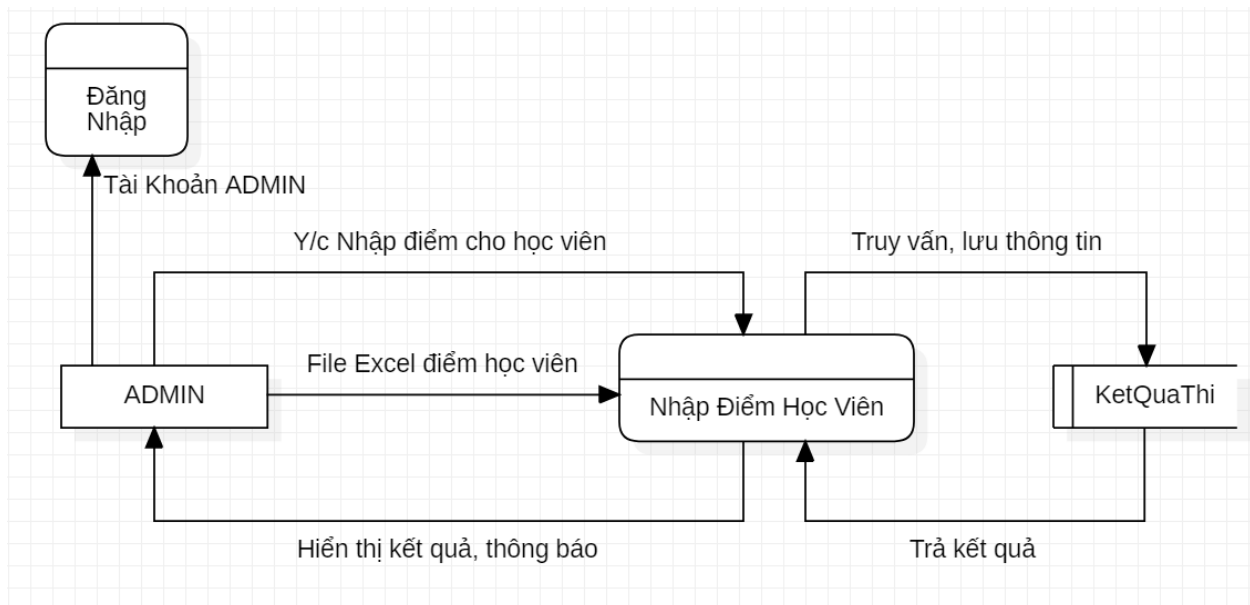 Đăng
Nhập
Tài Khoản ADMIN
Y/c Nhập điểm cho học viên
Truy vấn, lưu thông tin
File Excel điểm học viên
ADMIN
Nhập Điểm Học Viên
KetQuaThi
Hiển thị kết quả, thông báo
Trả kết quả